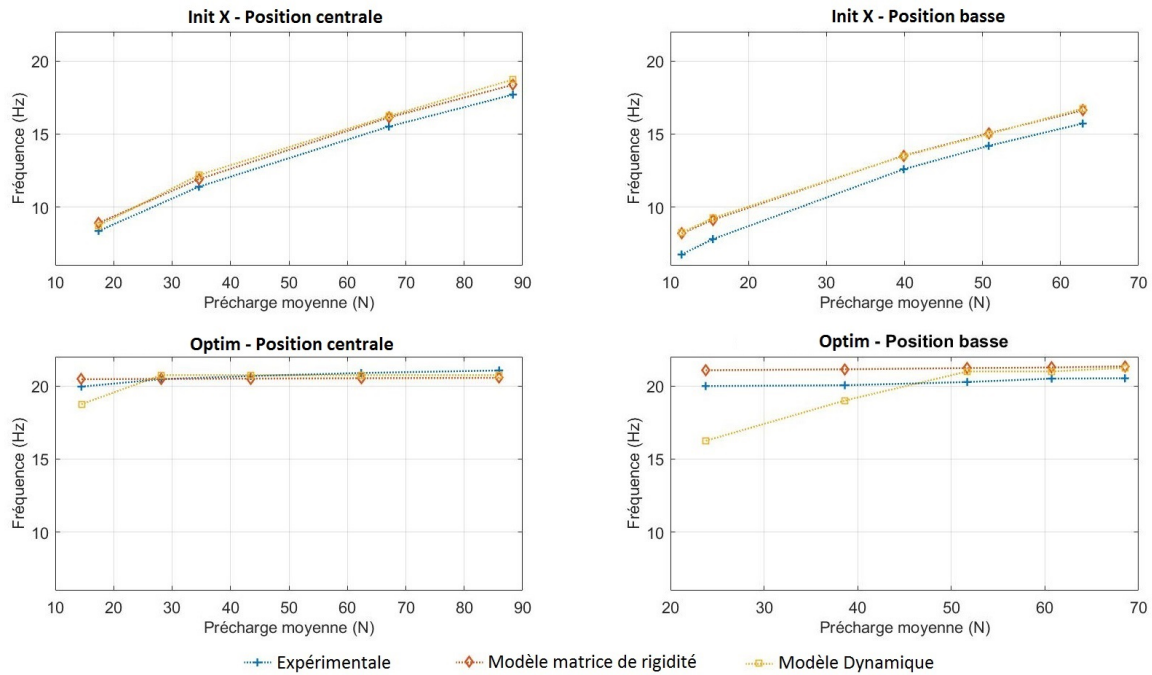 Init X - Position centrale
Fréquence (Hz)
20
15
10
10 20 30 40 50 60 70 80 90
Précharge moyenne (N)
Init X - Position basse
Fréquence (Hz)
20
15
10
10 20 30 40 50 60 70
Précharge moyenne (N)
Optim - Position centrale
Fréquence (Hz)
20
15
10
10 20 30 40 50 60 70 80 90
Précharge moyenne (N)
Optim - Position basse
Fréquence (Hz)
20
15
10
20 30 40 50 60 70
Précharge moyenne (N)
Expérimentale Modèle matrice de rigidité Modèle Dynamique